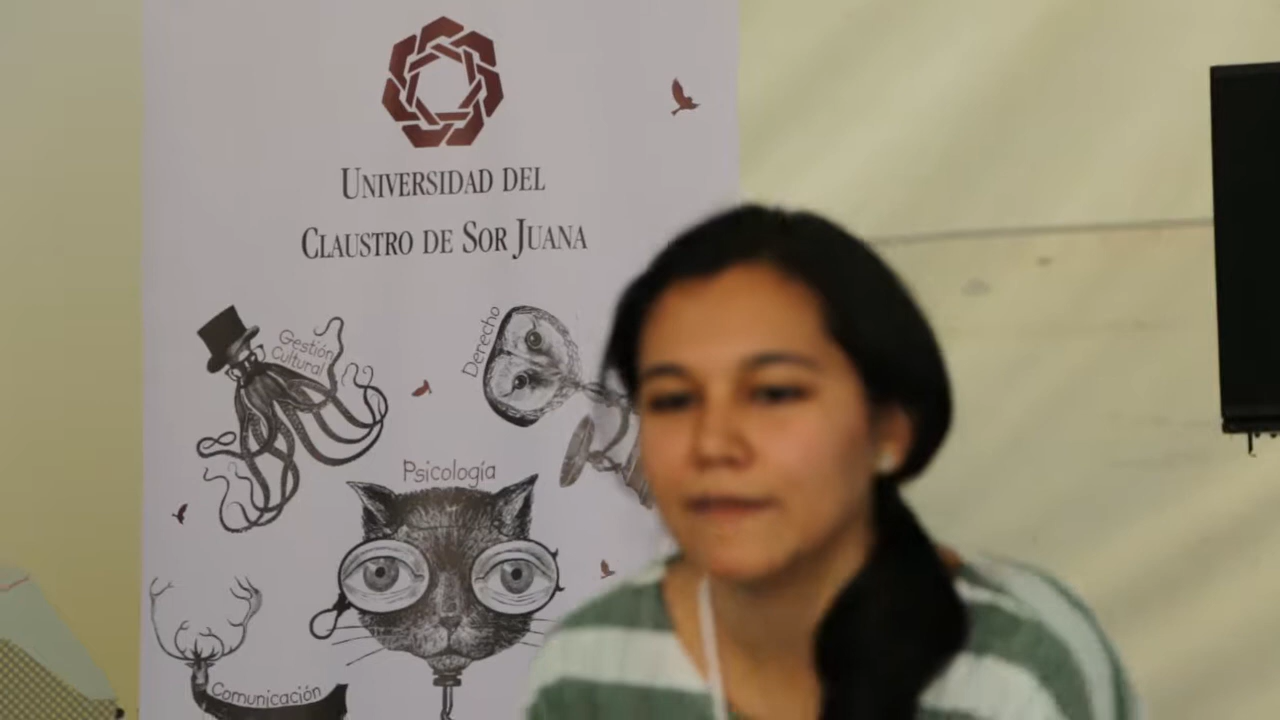 UNIVERSIDAD DEL
CLAUSTRO DE SOR JUANA
Gestión
Cultural
Derecho
Psicología
Comunicación